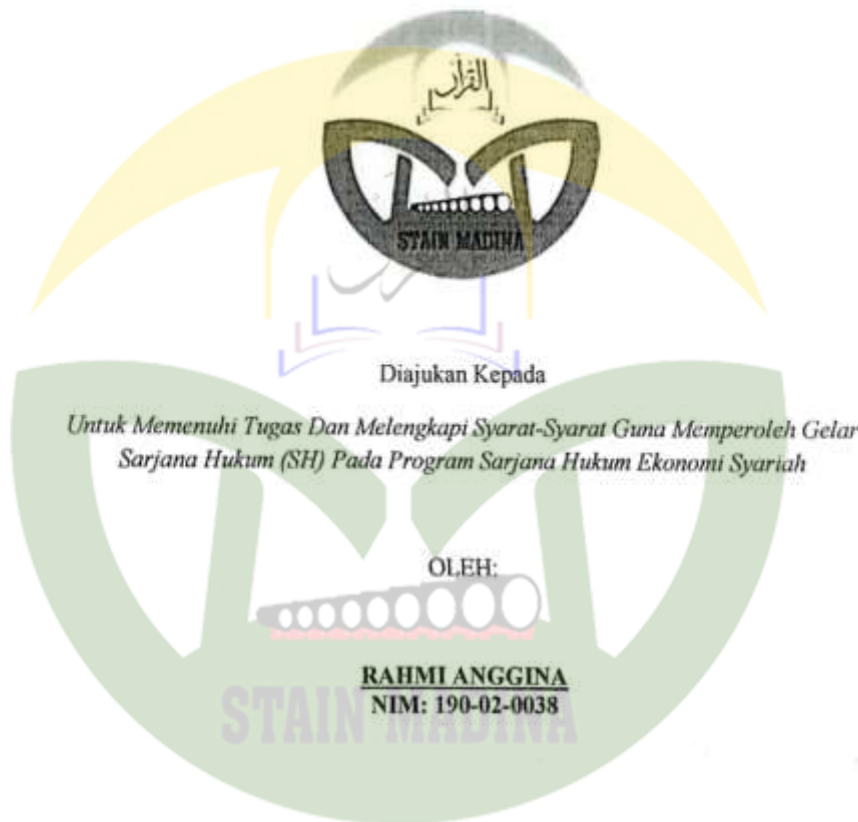 القرآن
STAIN MADINA
Diajukan Kepada
Untuk Memenuhi Tugas Dan Melengkapi Syarat-Syarat Guna Memperoleh Gelar
Sarjana Hukum (SH) Pada Program Sarjana Hukum Ekonomi Syariah
OLEH:
RAHMI ANGGINA
NIM: 190-02-0038
STAIN MADINA